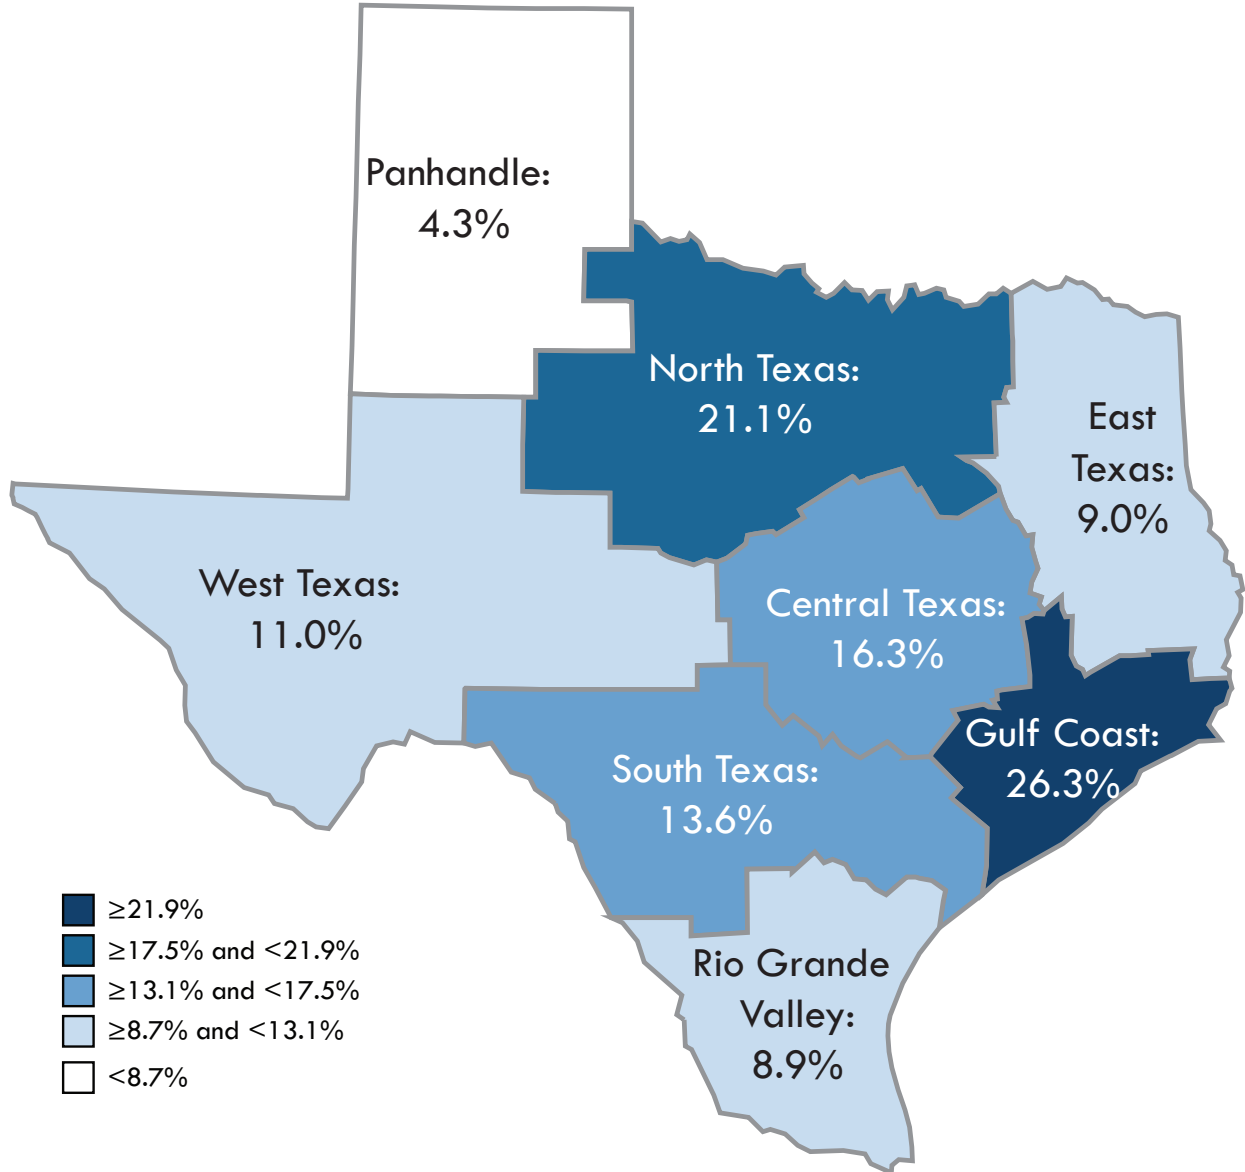 Panhandle:
4.3%
North Texas:
21.1%
East
Texas:
9.0%
West Texas:
11.0%
Central Texas:
16.3%
Gulf Coast:
26.3%
South Texas:
13.6%
Rio Grande
Valley:
8.9%
≥21.9%
≥17.5% and <21.9%
≥13.1% and <17.5%
≥8.7% and <13.1%
<8.7%